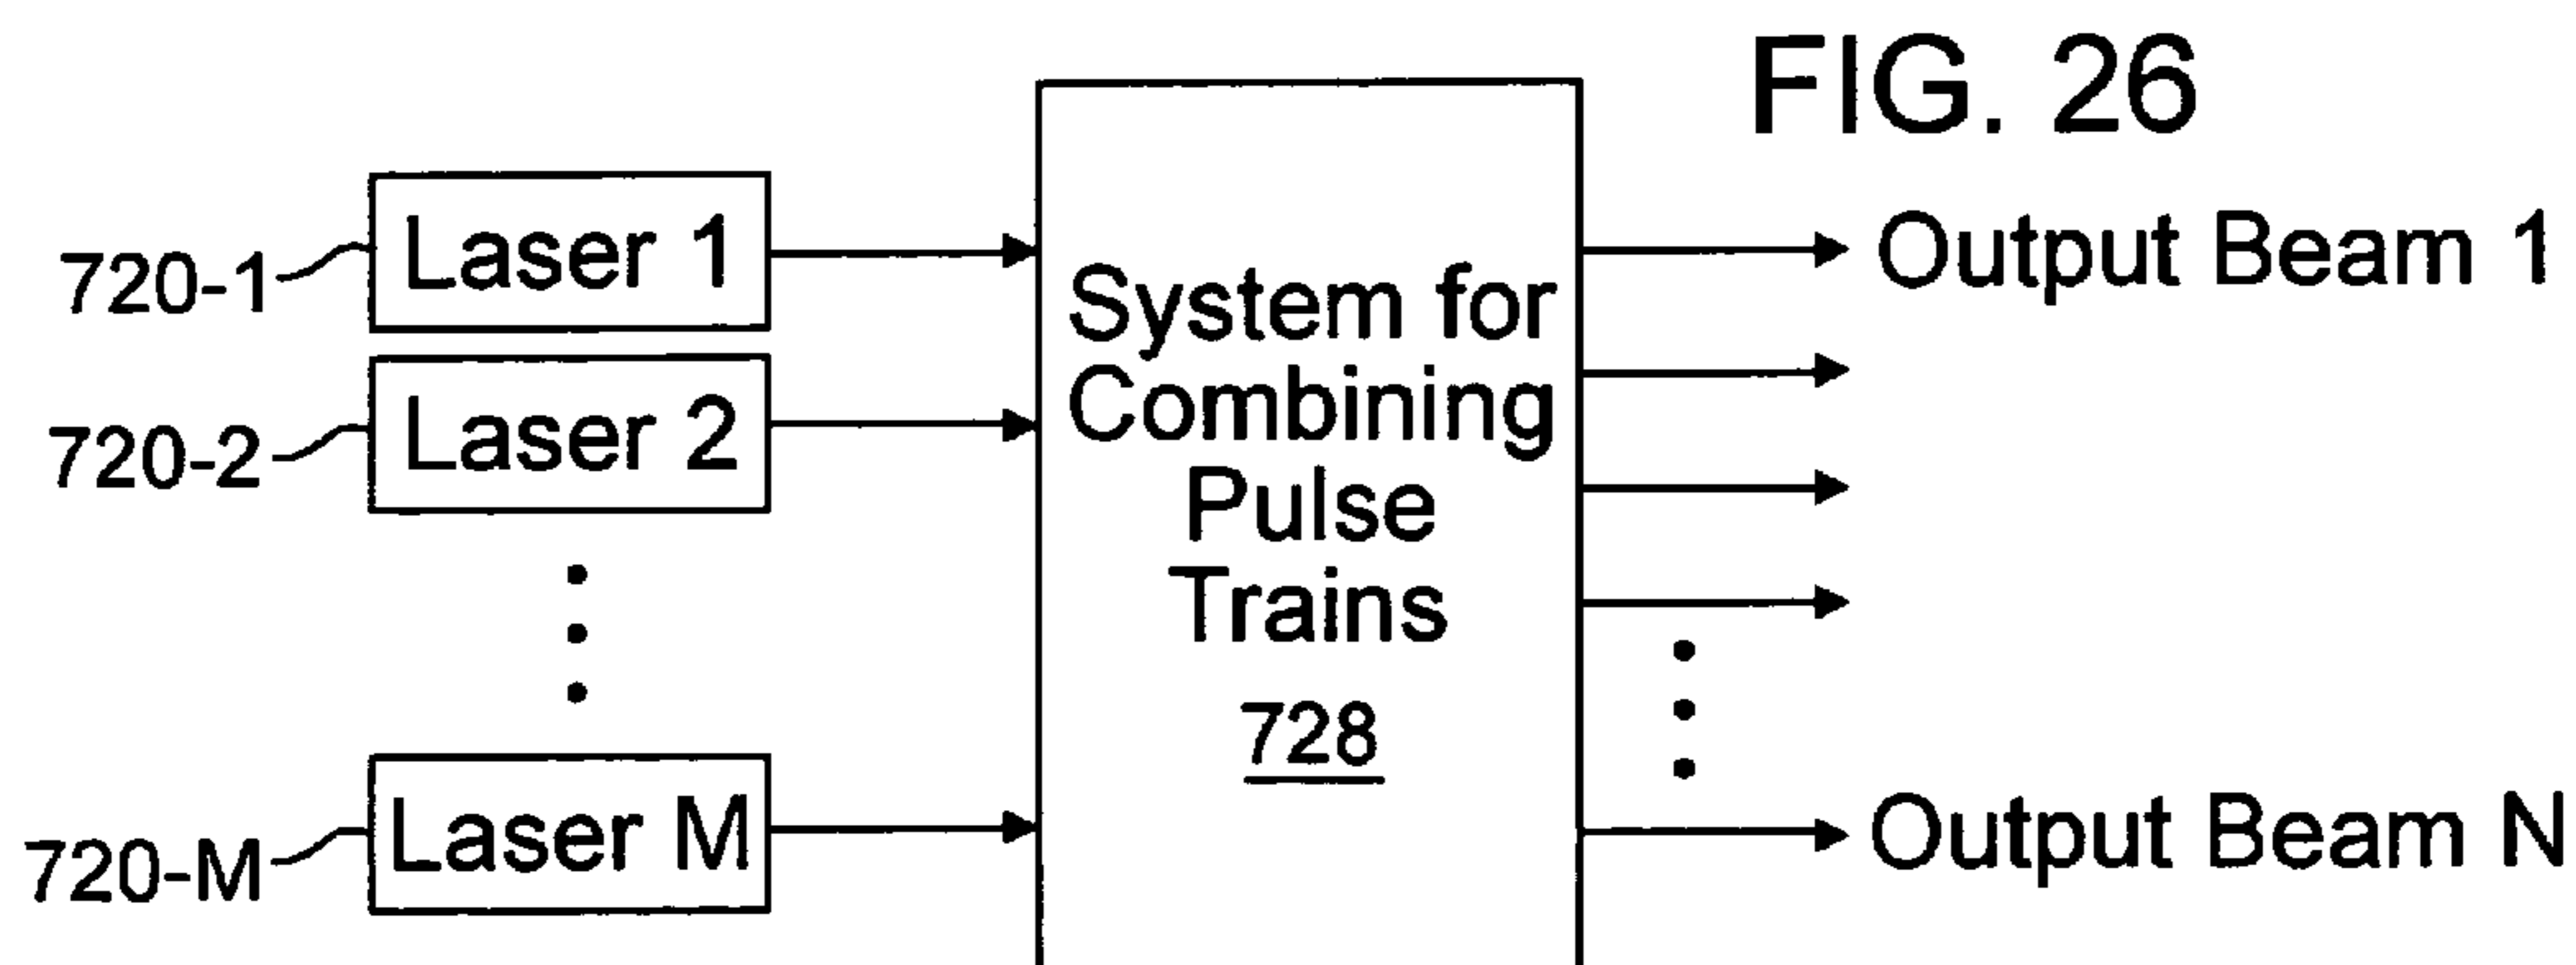 FIG. 26
720-1
Laser 1
720-2
Laser 2
720-M
Laser M
System for
Combining
Pulse
Trains
728
Output Beam 1
Output Beam N